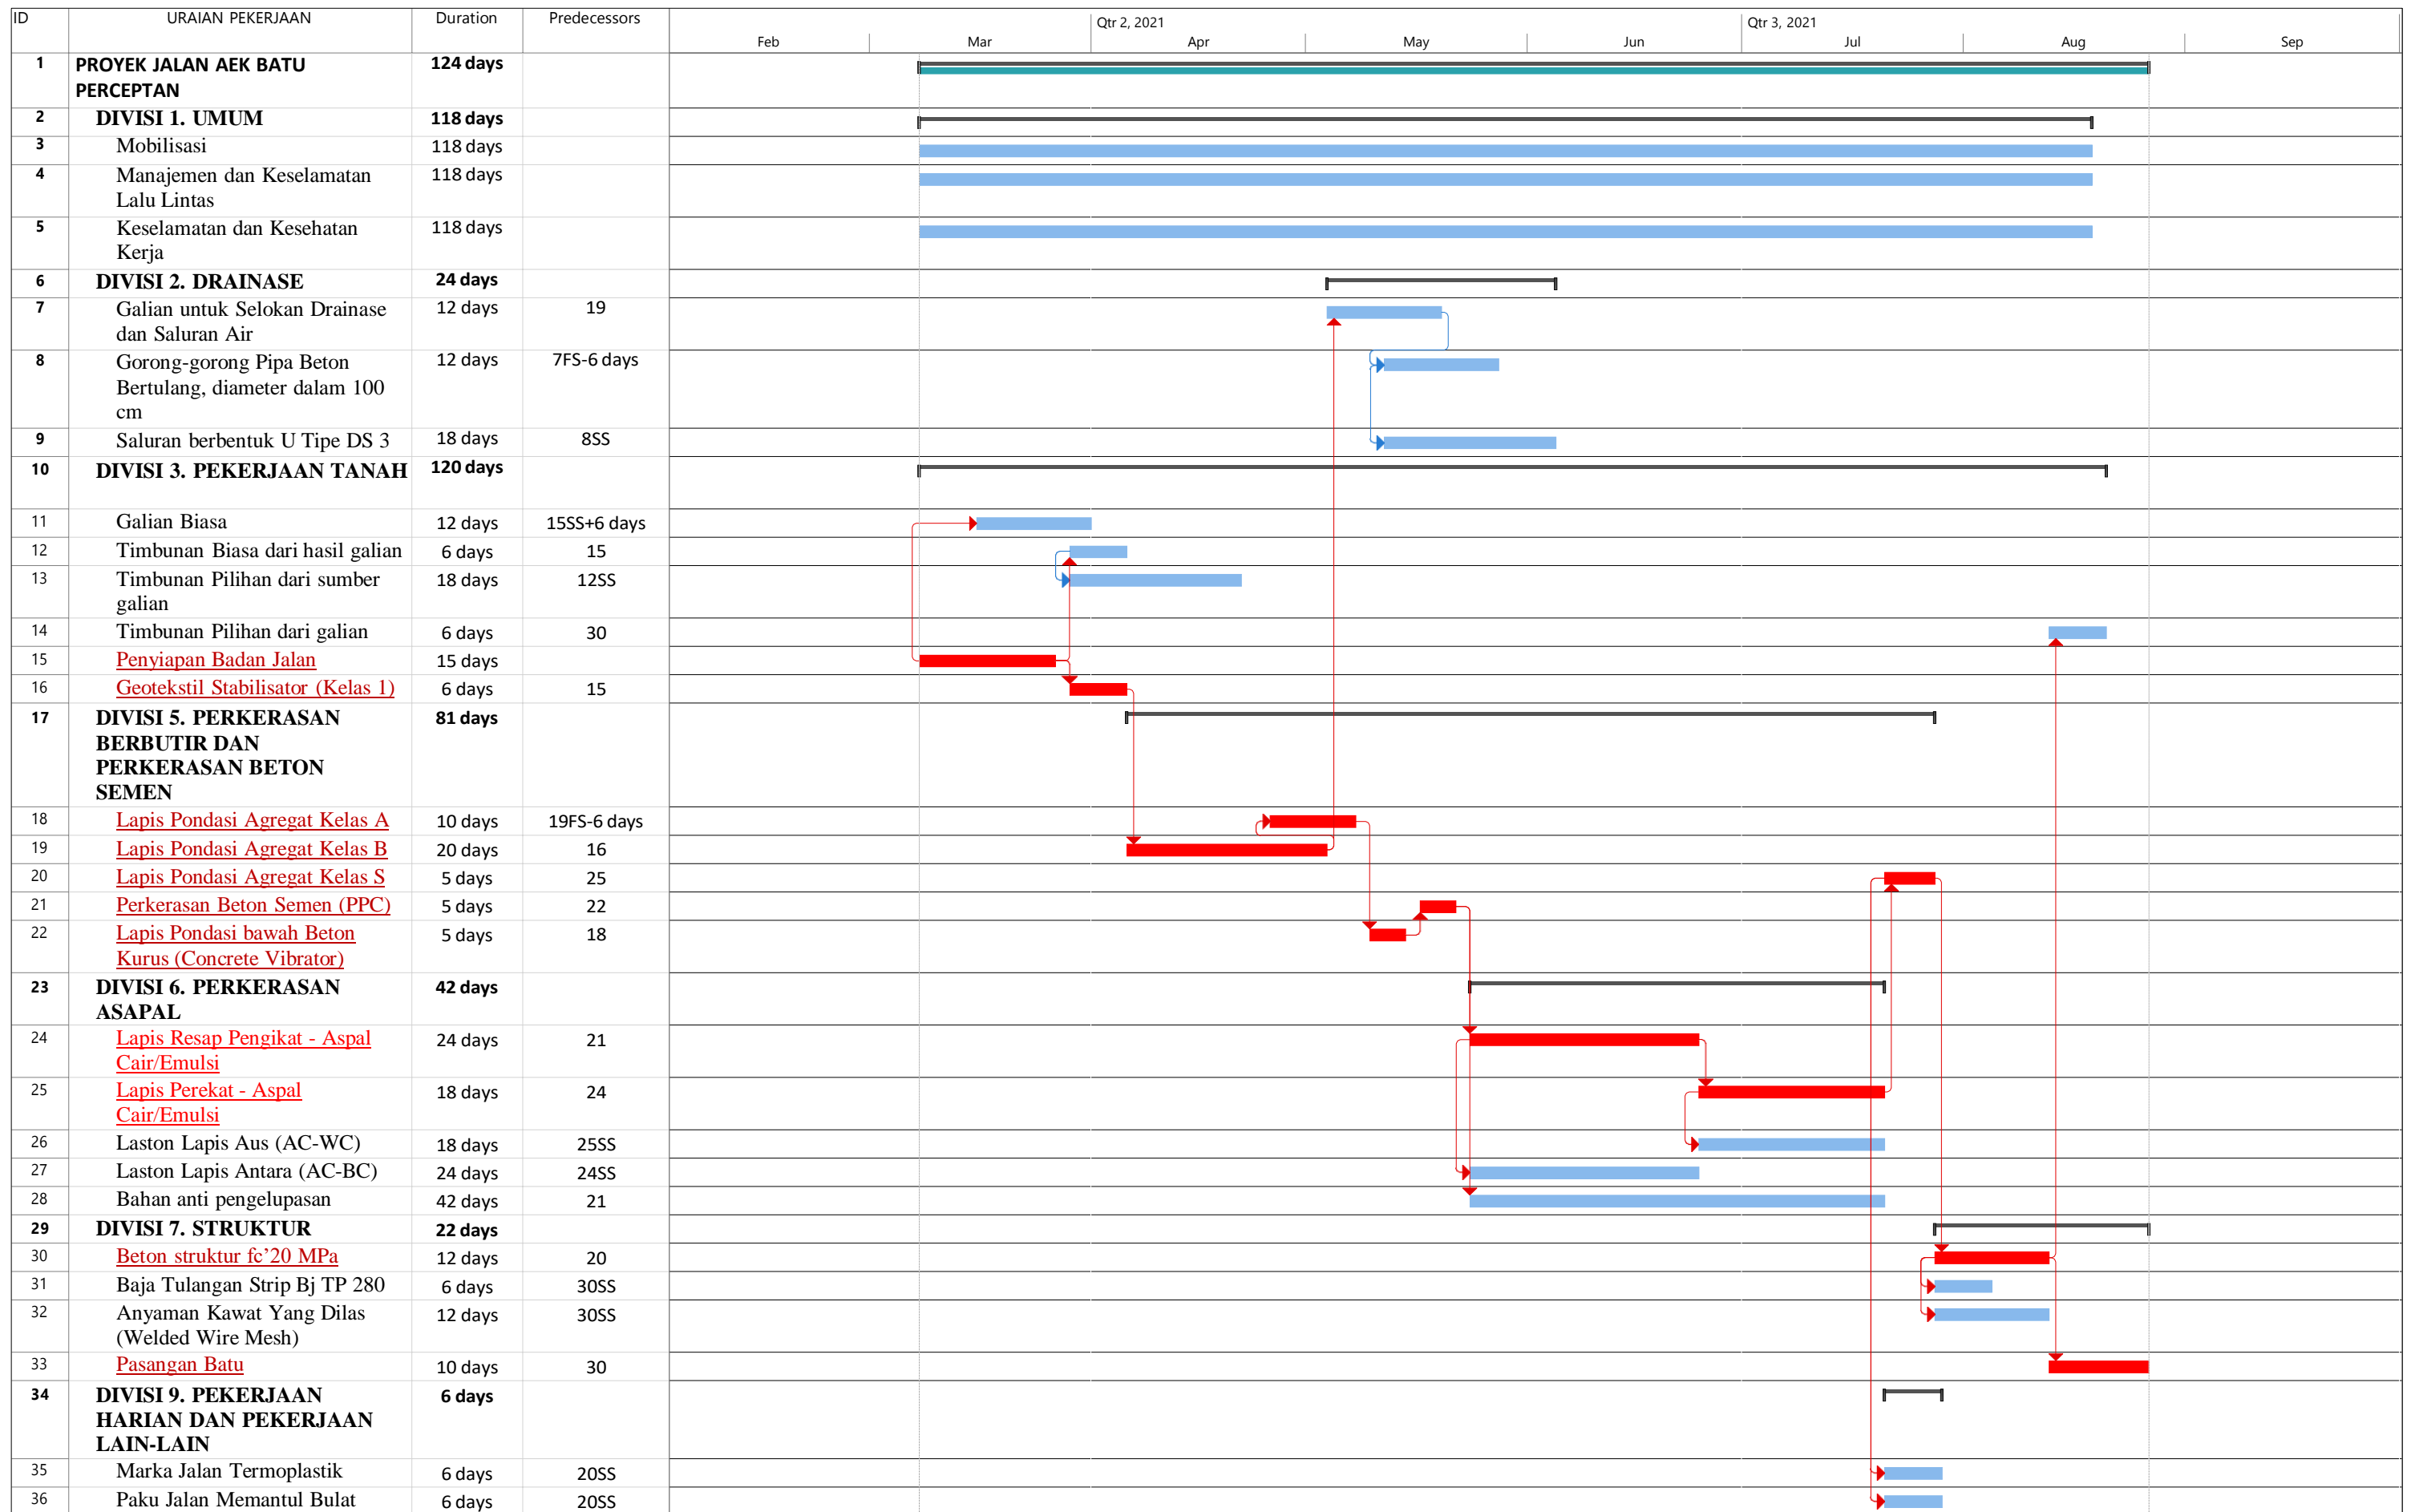 ID URAIAN PEKERJAAN Duration Predecessors Qtr 2, 2021 Qtr 3, 2021
Feb Mar Apr May Jun Jul Aug Sep
1 PROYEK JALAN AEK BATU 124 days
PERCEPTAN
2 DIVISI 1. UMUM 118 days
3 Mobilisasi 118 days
4 Manajemen dan Keselamatan 118 days
Lalu Lintas
5 Keselamatan dan Kesehatan 118 days
Kerja
6 DIVISI 2. DRAINASE 24 days
7 Galian untuk Selokan Drainase 12 days 19
dan Saluran Air
8 Gorong-gorong Pipa Beton 12 days 7FS-6 days
Bertulang, diameter dalam 100
cm
9 Saluran berbentuk U Tipe DS 3 18 days 8SS
10 DIVISI 3. PEKERJAAN TANAH 120 days
11 Galian Biasa 12 days 15SS+6 days
12 Timbunan Biasa dari hasil galian 6 days 15
13 Timbunan Pilihan dari sumber 18 days 12SS
galian
14 Timbunan Pilihan dari galian 6 days 30
15 Penyiapan Badan Jalan 15 days
16 Geotekstil Stabilisator (Kelas 1) 6 days 15
17 DIVISI 5. PERKERASAN 81 days
BERBUTIR DAN
PERKERASAN BETON
SEMEN
18 Lapis Pondasi Agregat Kelas A 10 days 19FS-6 days
19 Lapis Pondasi Agregat Kelas B 20 days 16
20 Lapis Pondasi Agregat Kelas S 5 days 25
21 Perkerasan Beton Semen (PPC) 5 days 22
22 Lapis Pondasi bawah Beton 5 days 18
Kurus (Concrete Vibrator)
23 DIVISI 6. PERKERASAN 42 days
ASAPAL
24 Lapis Resap Pengikat - Aspal 24 days 21
Cair/Emulsi
25 Lapis Perekat - Aspal 18 days 24
Cair/Emulsi
26 Laston Lapis Aus (AC-WC) 18 days 25SS
27 Laston Lapis Antara (AC-BC) 24 days 24SS
28 Bahan anti pengelupasan 42 days 21
29 DIVISI 7. STRUKTUR 22 days
30 Beton struktur fc’20 MPa 12 days 20
31 Baja Tulangan Strip Bj TP 280 6 days 30SS
32 Anyaman Kawat Yang Dilas 12 days 30SS
(Welded Wire Mesh)
33 Pasangan Batu 10 days 30
34 DIVISI 9. PEKERJAAN 6 days
HARIAN DAN PEKERJAAN
LAIN-LAIN
35 Marka Jalan Termoplastik 6 days 20SS
36 Paku Jalan Memantul Bulat 6 days 20SS